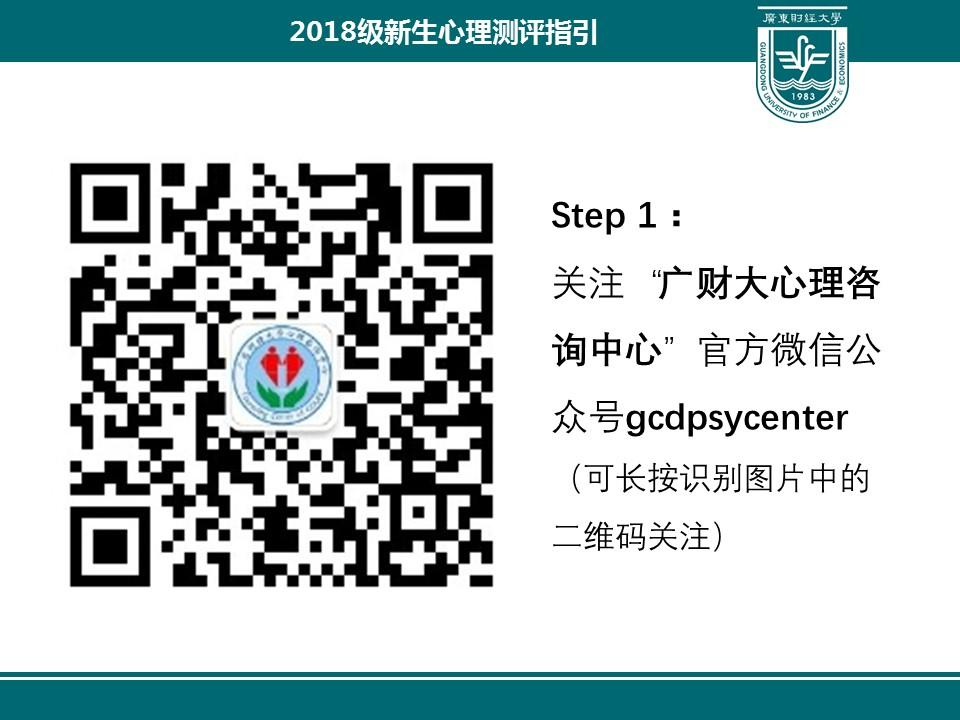 2018级新生心理测评指引
廣東财经大學
GUANGDONG UNIVERSITY OF FINANCE & ECONOMICS
1983
Step 1：
关注 “广财大心理咨
询中心” 官方微信公
众号gcdpsycenter
（可长按识别图片中的
二维码关注）